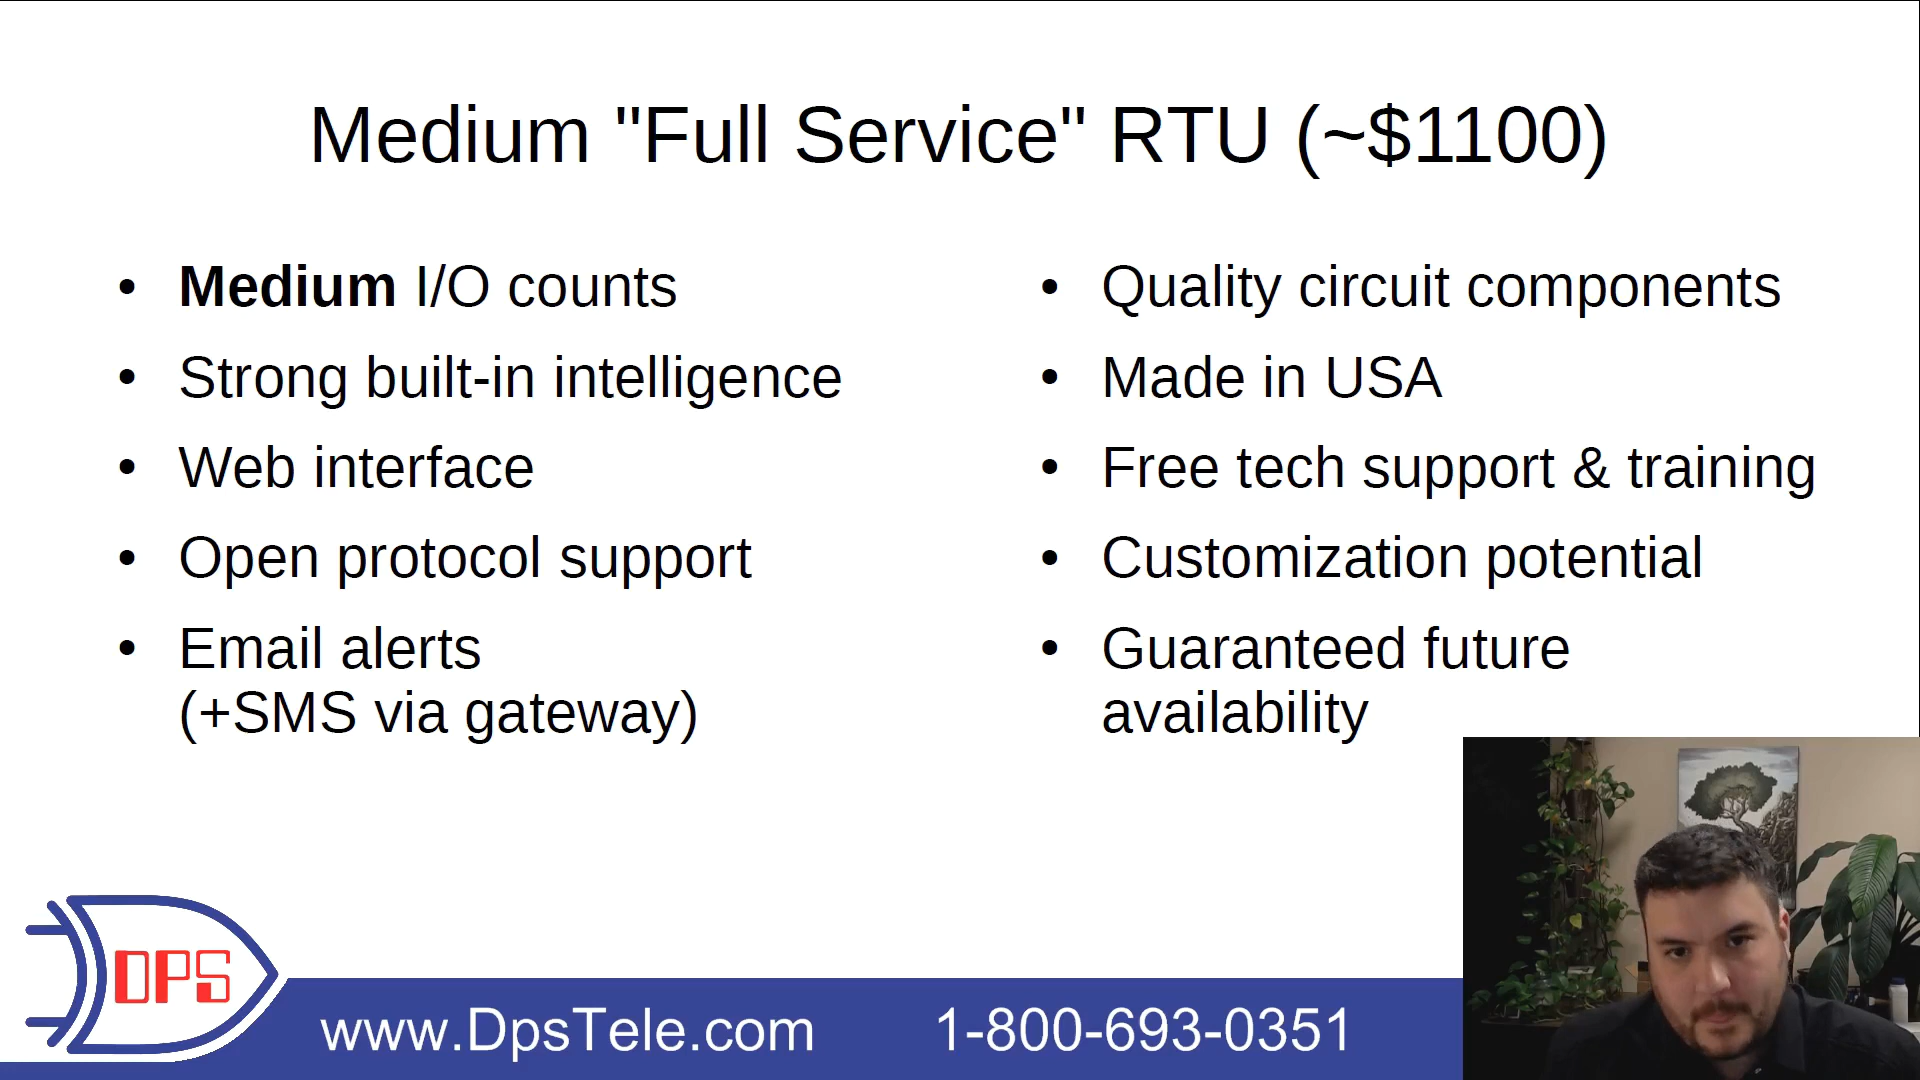 Medium "Full Service" RTU (~$1100)
• Medium I/O counts
• Strong built-in intelligence
• Web interface
• Open protocol support
• Email alerts
(+SMS via gateway)
• Quality circuit components
• Made in USA
• Free tech support & training
• Customization potential
• Guaranteed future
availability
DPS
www.DpsTele.com 1-800-693-0351